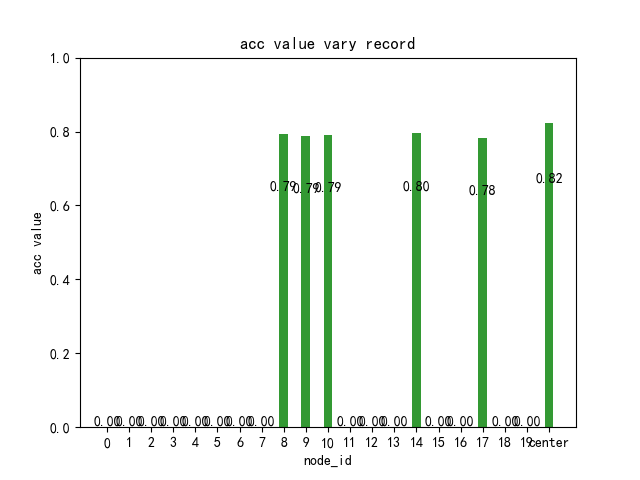 acc value vary record
1.0
0.8
0.6
0.4
0.2
0.0
acc value
0.00 0.00 0.00 0.00 0.00 0.00 0.00 0.00 0.79 0.79 0.79 0.00 0.00 0.00 0.80 0.00 0.00 0.78 0.00 0.00 0.82
0 1 2 3 4 5 6 7 8 9 10 11 12 13 14 15 16 17 18 19 center
node_id